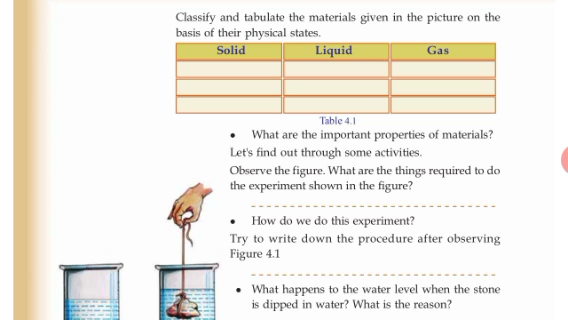 Classify and tabulate the materials given in the picture on the
basis of their physical states.
Solid Liquid Gas
Table 4.1
• What are the important properties of materials?
Let's find out through some activities.
Observe the figure. What are the things required to do
the experiment shown in the figure?
• How do we do this experiment?
Try to write down the procedure after observing
Figure 4.1
• What happens to the water level when the stone
is dipped in water? What is the reason?